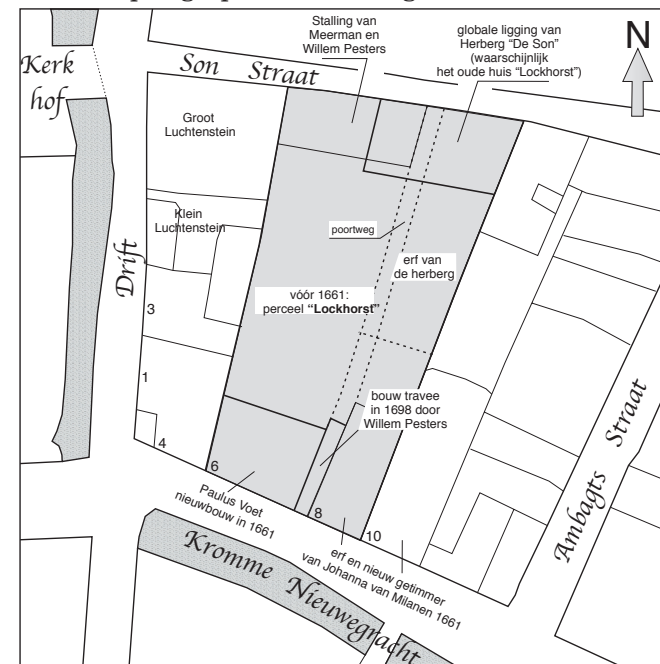 Stalling van
Meerman en
Willem Pesters
globale ligging van
Herberg “De Son”
(waarschijnlijk
het oude huis “Lockhorst”)
N
Kerk
hof
Son Straat
Groot
Luchtenstein
Klein
Luchtenstein
poortweg
Drift
erf van
de herberg
3
vóór 1661:
perceel “Lockhorst”
1
bouw travee
in 1698 door
Willem Pesters
Ambagts Straat
4
6
Paulus Voet
nieuwbouw in 1661
8
10
erf en nieuw getimmer
van Johanna van Milanen 1661
Kromme Nieuwegracht